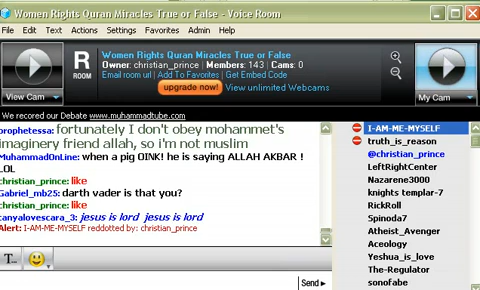 Women Rights Quran Miracles True or False - Voice Room
File Edit Text Actions Settings Favorites Admin Help
Women Rights Quran Miracles True or False
Owner: christian_prince | Members: 143 | Cams: 0
Email room url | Add To Favorites | Get Embed Code
upgrade now! View unlimited Webcams
R
ROOM
View Cam
My Cam
We recored our Debate www.muhammadtube.com
prophetessa: fortunately I don't obey mohammet's
imaginery friend allah, so i'm not muslim
MuhammadOnLine: when a pig OINK! he is saying ALLAH AKBAR !
LOL
christian_prince: like
Gabriel_mb25: darth vader is that you?
christian_prince: like
tanyalovescara_3: jesus is lord jesus is lord
Alert: I-AM-ME-MYSELF reddotted by: christian_prince
I-AM-ME-MYSELF
truth_is_reason
@christian_prince
LeftRightCenter
Nazarene3000
knights templar-7
RickRoll
Spinoda7
Atheist_Avenger
Aceology
Yeshua_is_love
The-Regulator
sonofabe
T...
Send